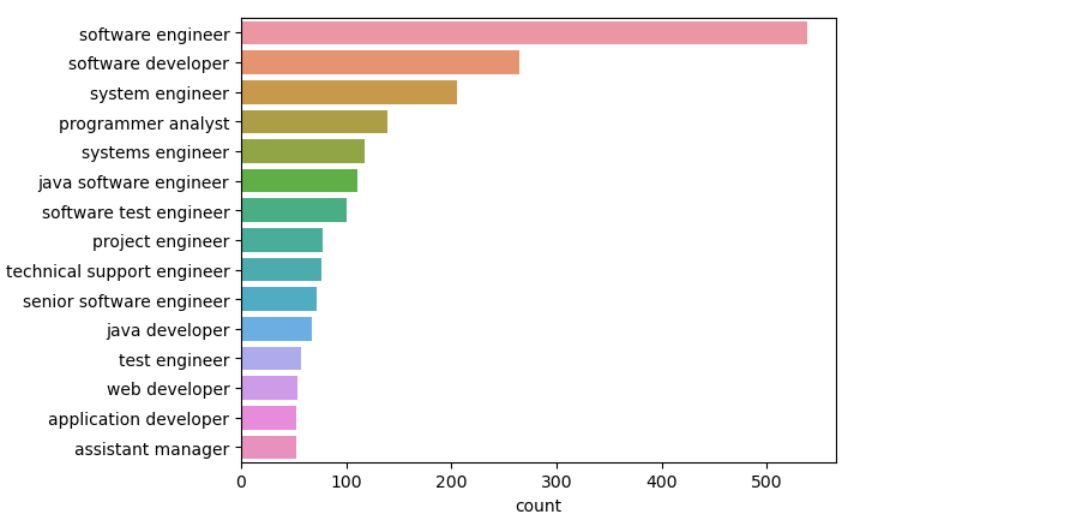 software engineer
software developer
system engineer
programmer analyst
systems engineer
java software engineer
software test engineer
project engineer
technical support engineer
senior software engineer
java developer
test engineer
web developer
application developer
assistant manager
0 100 200 300 400 500
count